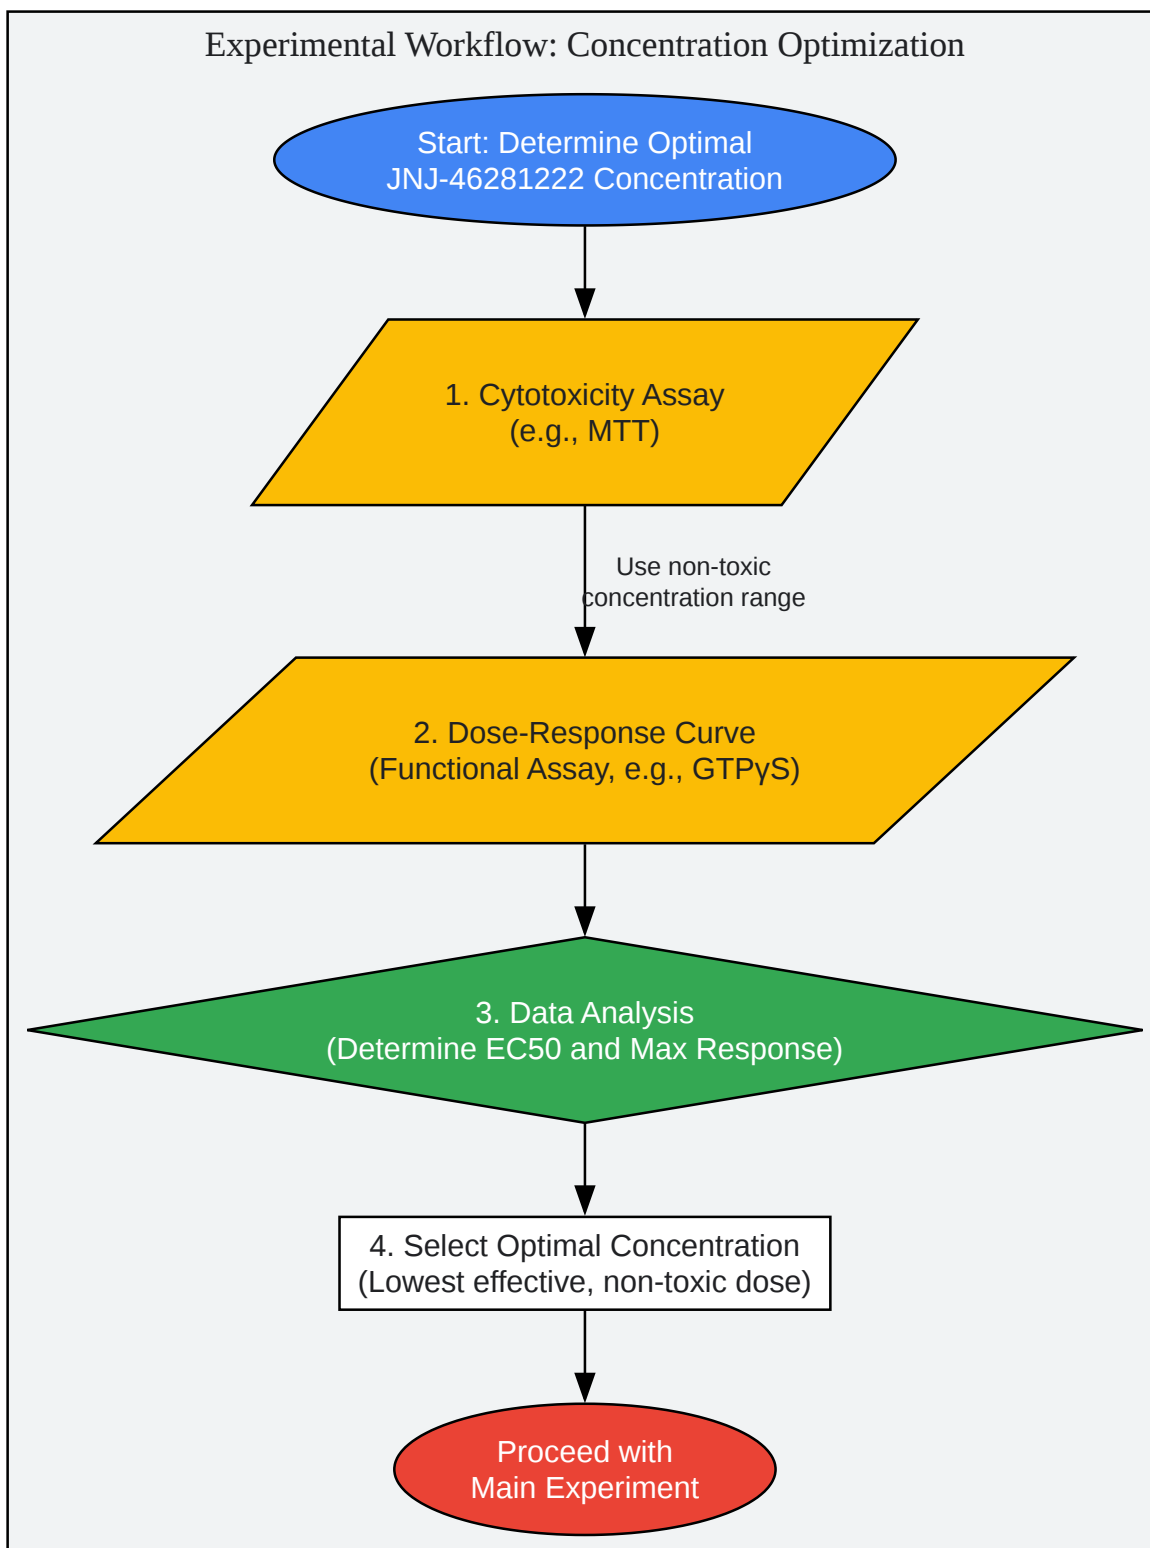 Experimental Workflow: Concentration Optimization
Start: Determine Optimal
JNJ-46281222 Concentration
1. Cytotoxicity Assay
(e.g., MTT)
Use non-toxic
concentration range
2. Dose-Response Curve
(Functional Assay, e.g., GTPγS)
3. Data Analysis
(Determine EC50 and Max Response)
4. Select Optimal Concentration
(Lowest effective, non-toxic dose)
Proceed with
Main Experiment